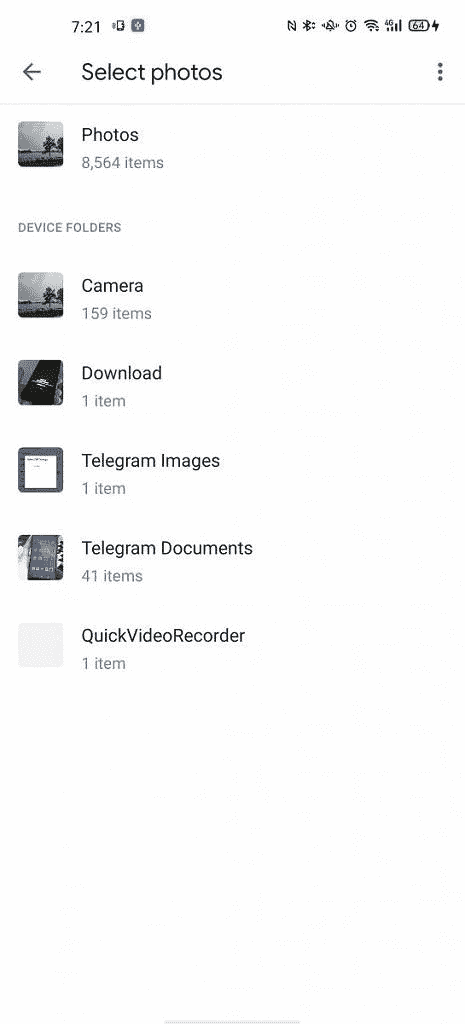 7:21
4G
64
Select photos
Photos
8,564 items
DEVICE FOLDERS
Camera
159 items
Download
1 item
Telegram Images
1 item
Telegram Documents
41 items
QuickVideoRecorder
1 item